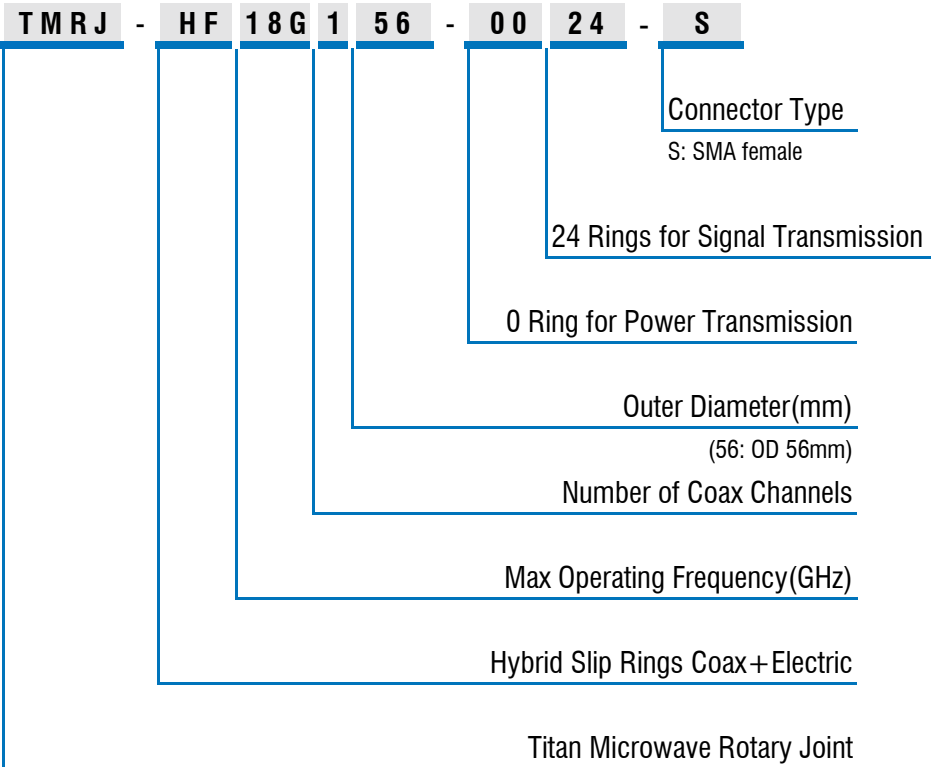 TMRJ - HF 18G 1 56 - 00 24 - S
Connector Type
S: SMA female
24 Rings for Signal Transmission
0 Ring for Power Transmission
Outer Diameter(mm)
(56: OD 56mm)
Number of Coax Channels
Max Operating Frequency(GHz)
Hybrid Slip Rings Coax+Electric
Titan Microwave Rotary Joint